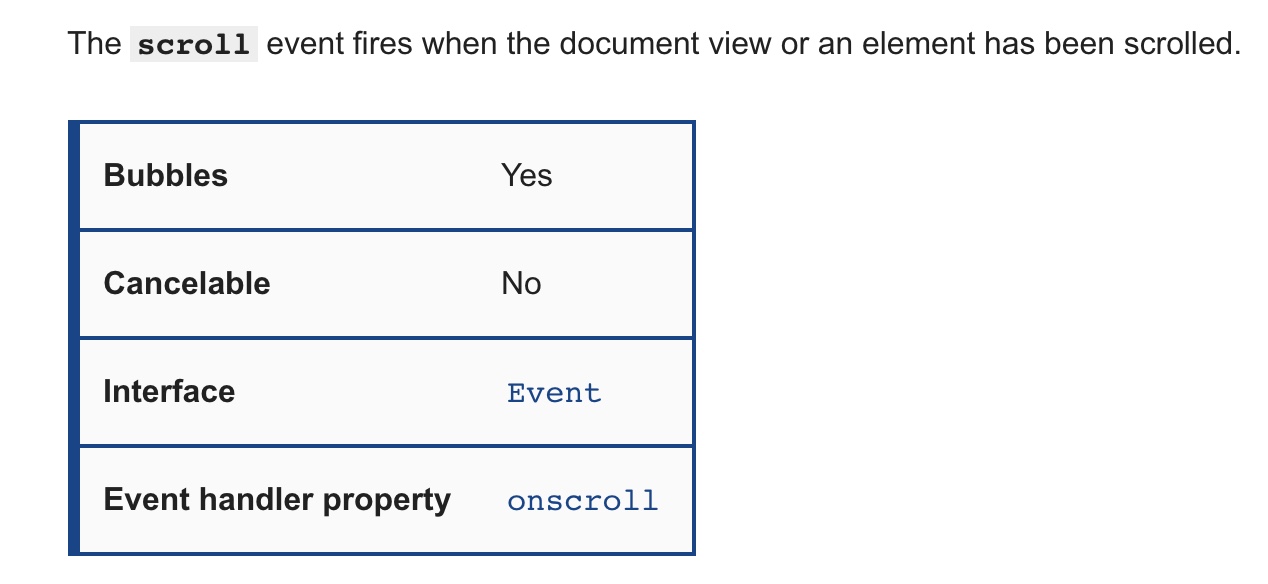 The scroll event fires when the document view or an element has been scrolled.
Bubbles Yes
Cancelable No
Interface Event
Event handler property onscroll